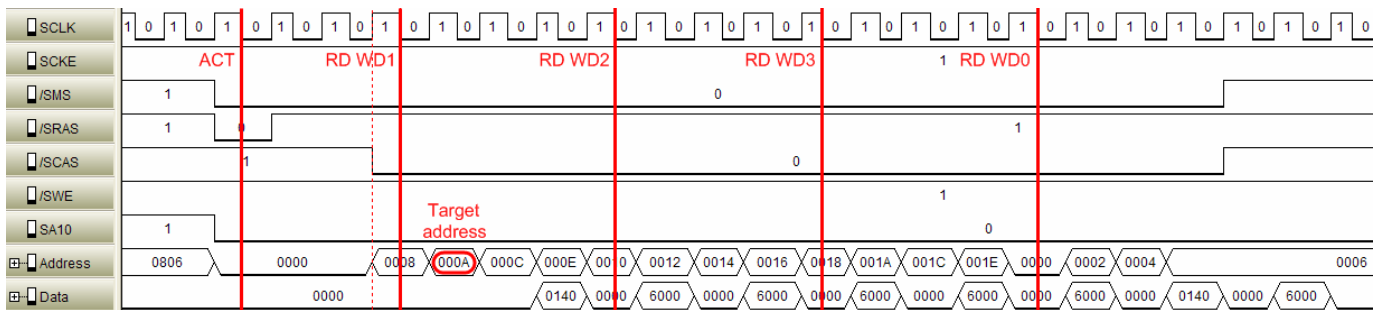 SCLK 1 0 1 0 1 0 1 0 1 0 1 0 1 0 1 0 1 0 1 0 1 0 1 0 1 0 1 0 1 0 1 0 1 0 1 0 1 0 1 0 1 0 1 0 1 0 1 0
SCKE ACT RD WD1 RD WD2 RD WD3 1 RD WD0
/SMS 1 0
/SRAS 1 0 1
/SCAS 1 0
/SWE 1
SA10 1 0
Target
address
Address 0806 0000 0008 000A 000C 000E 0010 0012 0014 0016 0018 001A 001C 001E 0000 0002 0004 0006
Data 0000 0140 0000 6000 0000 6000 0000 6000 0000 6000 0000 6000 0000 0140 0000 6000